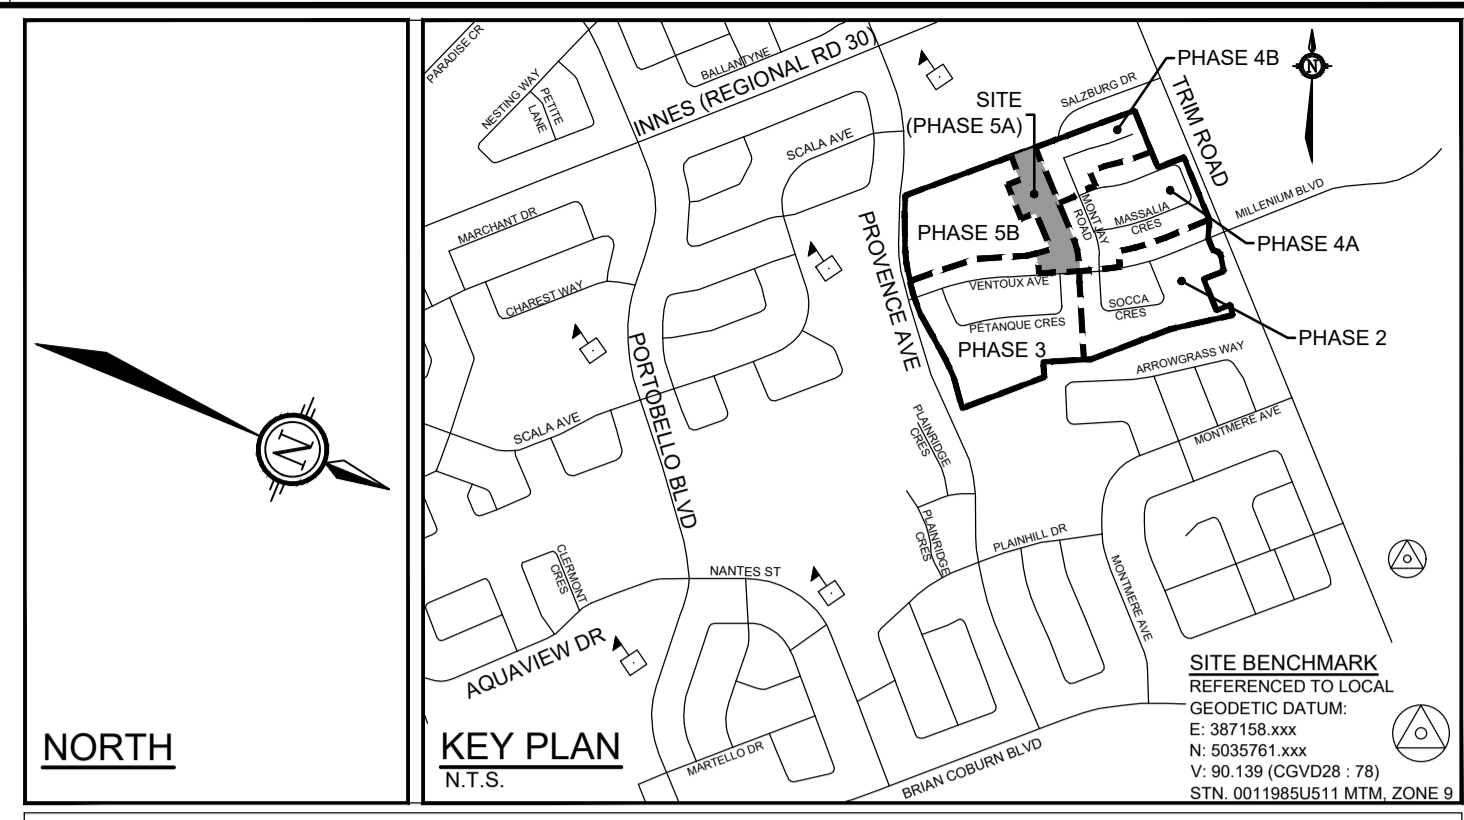 NORTH
N
KEY PLAN
N.T.S.
PARADISE CR
NESTING WAY
PETITE
LANE
BALLANTYNE
INNES (REGIONAL RD 30)
SCALA AVE
MARCHANT DR
CHAREST WAY
SCALA AVE
PORTOBELLO BLVD
PROVENCE AVE
SITE
(PHASE 5A)
PHASE 4B
SALZBURG DR
TRIM ROAD
N
MILLENIUM BLVD
MONTJAY
ROAD
MASSALIA
CRES
PHASE 4A
PHASE 5B
VENTOUX AVE
PÉTANQUE CRES
SOCCA
CRES
PHASE 3
PHASE 2
ARROWGRASS WAY
MONTMERE AVE
PLAINRIDGE
CRES
PLAINRIDGE
CRES
PLAINHILL DR
MONTMERE AVE
CLERMONT
CRES
NANTES ST
AQUAVIEW DR
MARTELLO DR
BRIAN COBURN BLVD
SITE BENCHMARK
REFERENCED TO LOCAL
GEODETIC DATUM:
E: 387158.xxx
N: 5035761.xxx
V: 90.139 (CGVD28 : 78)
STN. 0011985U511 MTM, ZONE 9